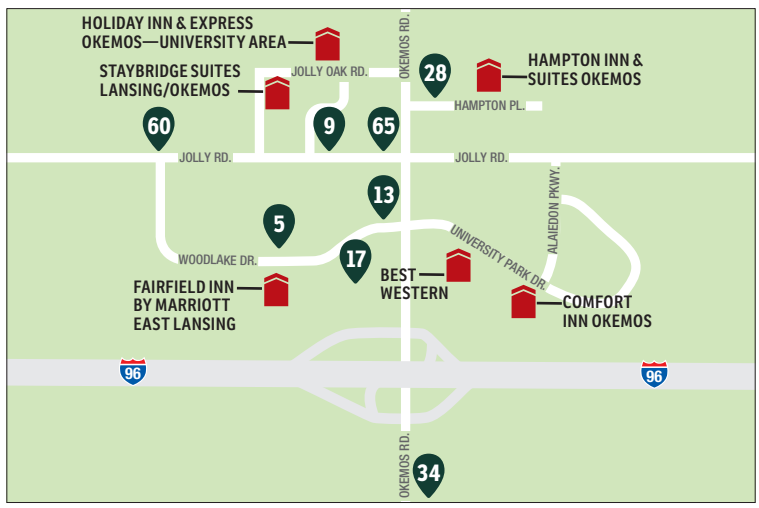 HOLIDAY INN & EXPRESS
OKEMOS—UNIVERSITY AREA
STAYBRIDGE SUITES
LANSING/OKEMOS
JOLLY OAK RD.
OKEMOS RD.
28
HAMPTON INN &
SUITES OKEMOS
HAMPTON PL.
60
9
65
JOLLY RD.
JOLLY RD.
13
5
17
WOODLAKE DR.
UNIVERSITY PARK DR.
ALAIEDON PKWY.
FAIRFIELD INN
BY MARRIOTT
EAST LANSING
BEST
WESTERN
COMFORT
INN OKEMOS
96
96
OKEMOS RD.
34